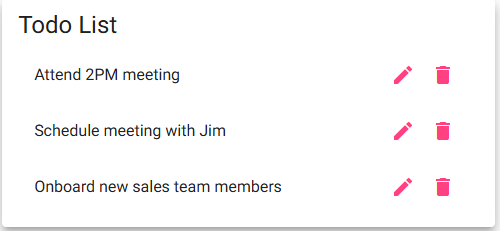 Todo List
Attend 2PM meeting
Schedule meeting with Jim
Onboard new sales team members